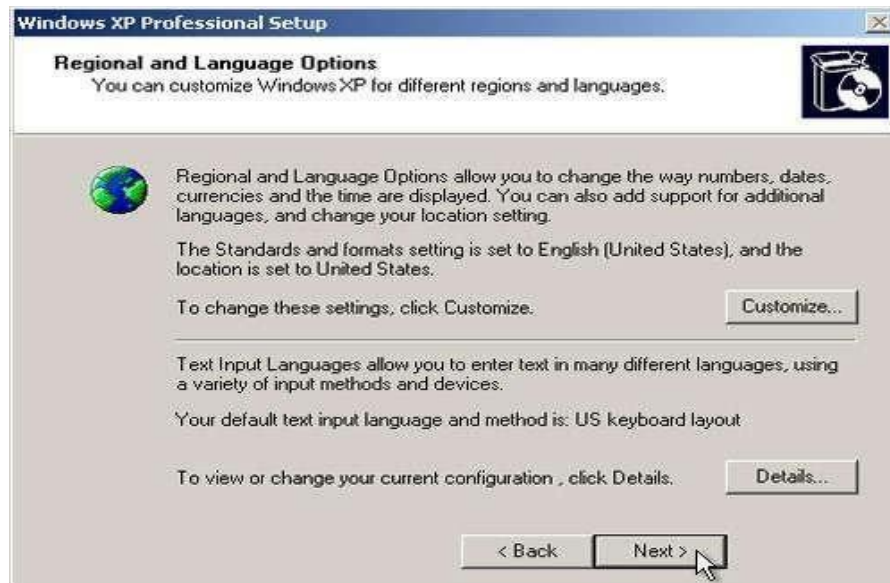 Windows XP Professional Setup
Regional and Language Options
You can customize Windows XP for different regions and languages.
Regional and Language Options allow you to change the way numbers, dates,
currencies and the time are displayed. You can also add support for additional
languages, and change your location setting.
The Standards and formats setting is set to English (United States), and the
location is set to United States.
To change these settings, click Customize.
Customize...
Text Input Languages allow you to enter text in many different languages, using
a variety of input methods and devices.
Your default text input language and method is: US keyboard layout
To view or change your current configuration , click Details.
Details...
< Back
Next >